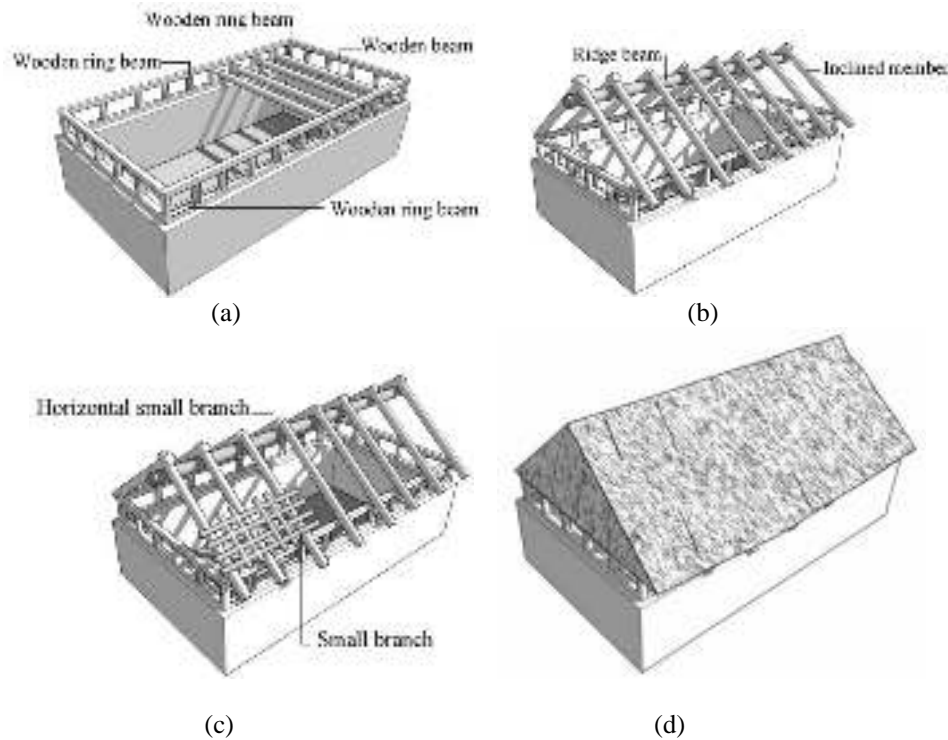 Wooden ring beam
Wooden beam
Wooden ring beam
Wooden ring beam
(a)
Ridge beam
Inclined member
(b)
Horizontal small branch
Small branch
(c)
(d)